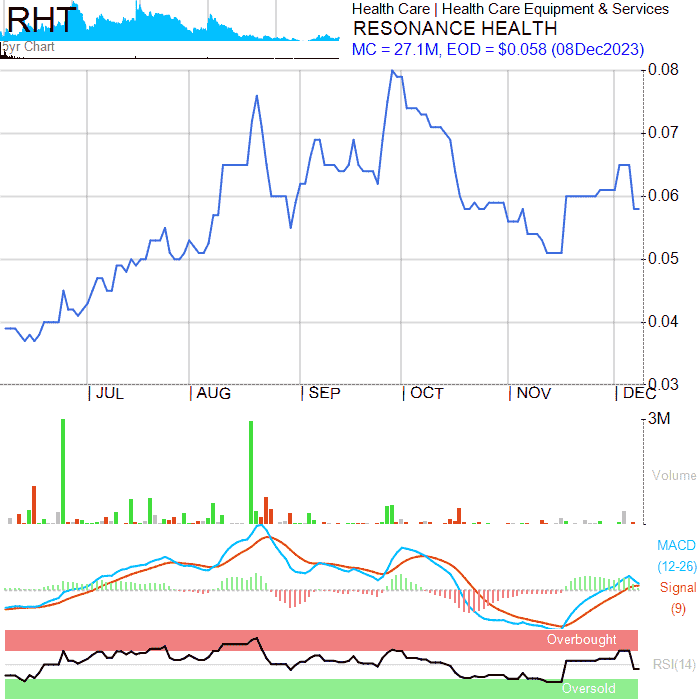 RHT
5yr Chart
Health Care | Health Care Equipment & Services
RESONANCE HEALTH
MC = 27.1M, EOD = $0.058 (08Dec2023)
0.08
0.07
0.06
0.05
0.04
0.03
JUL AUG SEP OCT NOV DEC
3M
Volume
MACD
(12-26)
Signal
(9)
Overbought
RSI(14)
Oversold